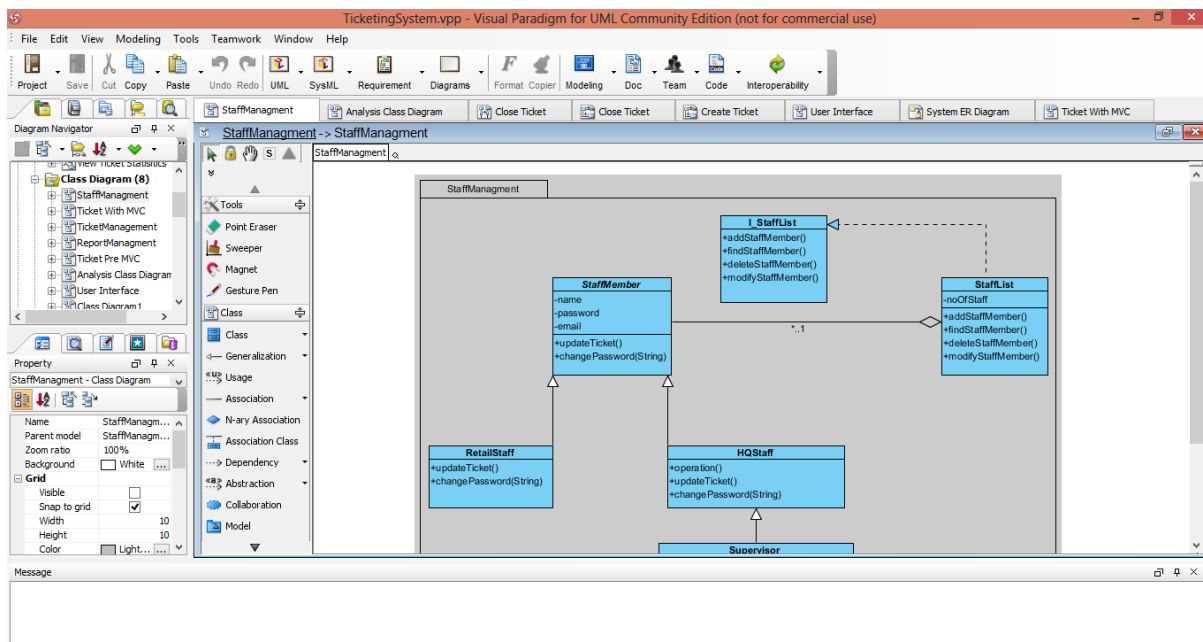 TicketingSystem.vpp - Visual Paradigm for UML Community Edition (not for commercial use)
File Edit View Modeling Tools Teamwork Window Help
Project Save Cut Copy Paste Undo Redo UML SysML Requirement Diagrams Format Copier Modeling Doc Team Code Interoperability
StaffManagment Analysis Class Diagram Close Ticket Close Ticket Create Ticket User Interface System ER Diagram Ticket With MVC
Diagram Navigator
View Ticket Statistics
Class Diagram (8)
StaffManagment
Ticket With MVC
TicketManagement
ReportManagment
Ticket Pre MVC
Analysis Class Diagran
User Interface
Class Diagram1
Property
StaffManagment - Class Diagram
Name StaffManagm...
Parent model StaffManagm...
Zoom ratio 100%
Background White ...
Grid
Visible
Snap to grid
Width 10
Height 10
Color Light... ...
StaffManagment -> StaffManagment
S
StaffManagment
Tools
Point Eraser
Sweeper
Magnet
Gesture Pen
Class
Class
Generalization
Usage
Association
N-ary Association
Association Class
Dependency
Abstraction
Collaboration
Model
StaffManagment
I_StaffList
+addStaffMember()
+findStaffMember()
+deleteStaffMember()
+modifyStaffMember()
StaffMember
-name
-password
-email
+updateTicket()
+changePassword(String)
*..1
StaffList
-noOfStaff
+addStaffMember()
+findStaffMember()
+deleteStaffMember()
+modifyStaffMember()
RetailStaff
+updateTicket()
+changePassword(String)
HQStaff
+operation()
+updateTicket()
+changePassword(String)
Supervisor
Message